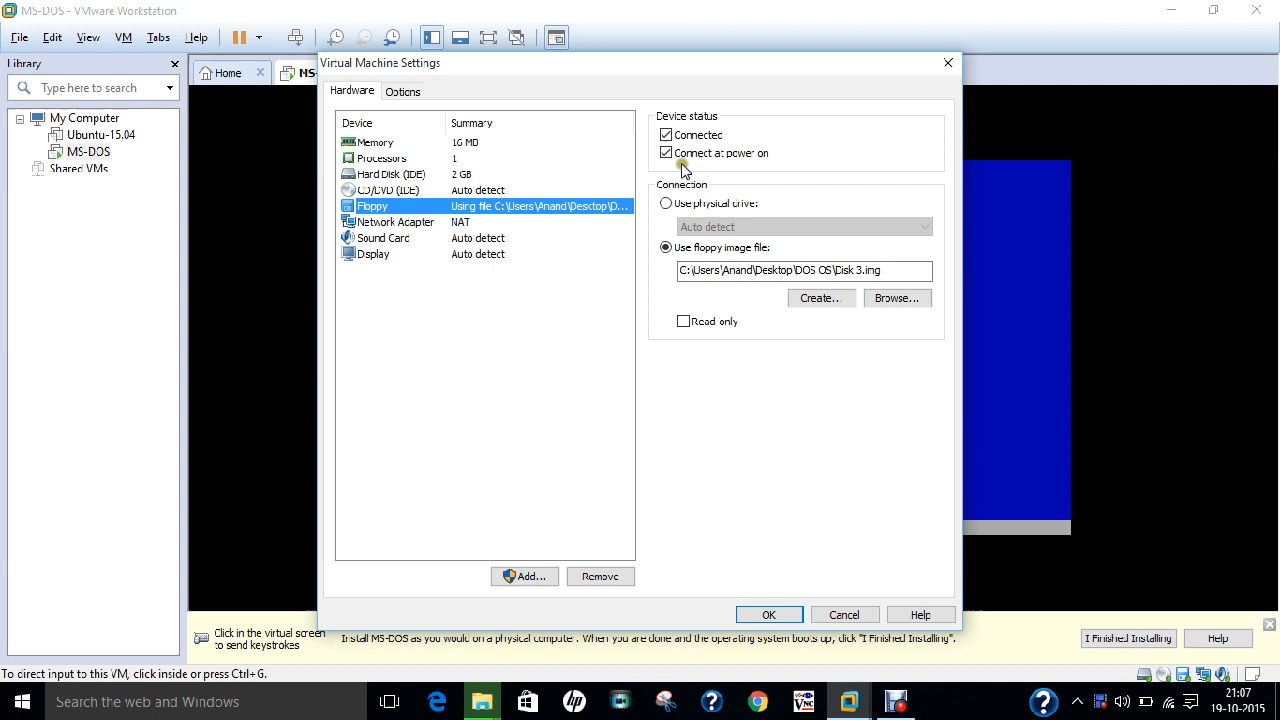 MS-DOS - VMware Workstation
File Edit View VM Tabs Help
Library
Type here to search
My Computer
Ubuntu-15.04
MS-DOS
Shared VMs
Home
MS-
Virtual Machine Settings
Hardware Options
Device Summary
Memory 16 MB
Processors 1
Hard Disk (IDE) 2 GB
CD/DVD (IDE) Auto detect
Floppy Using file C:\Users\Anand\Desktop\D...
Network Adapter NAT
Sound Card Auto detect
Display Auto detect
Add... Remove
Device status
Connected
Connect at power on
Connection
Use physical drive:
Auto detect
Use floppy image file:
C:\Users\Anand\Desktop\DOS OS\Disk 3.img
Create... Browse...
Read only
OK Cancel Help
Click in the virtual screen
to send keystrokes
Install MS-DOS as you would on a physical computer. When you are done and the operating system boots up, click "I Finished Installing".
I Finished Installing Help
To direct input to this VM, click inside or press Ctrl+G.
Search the web and Windows
21:07
19-10-2015